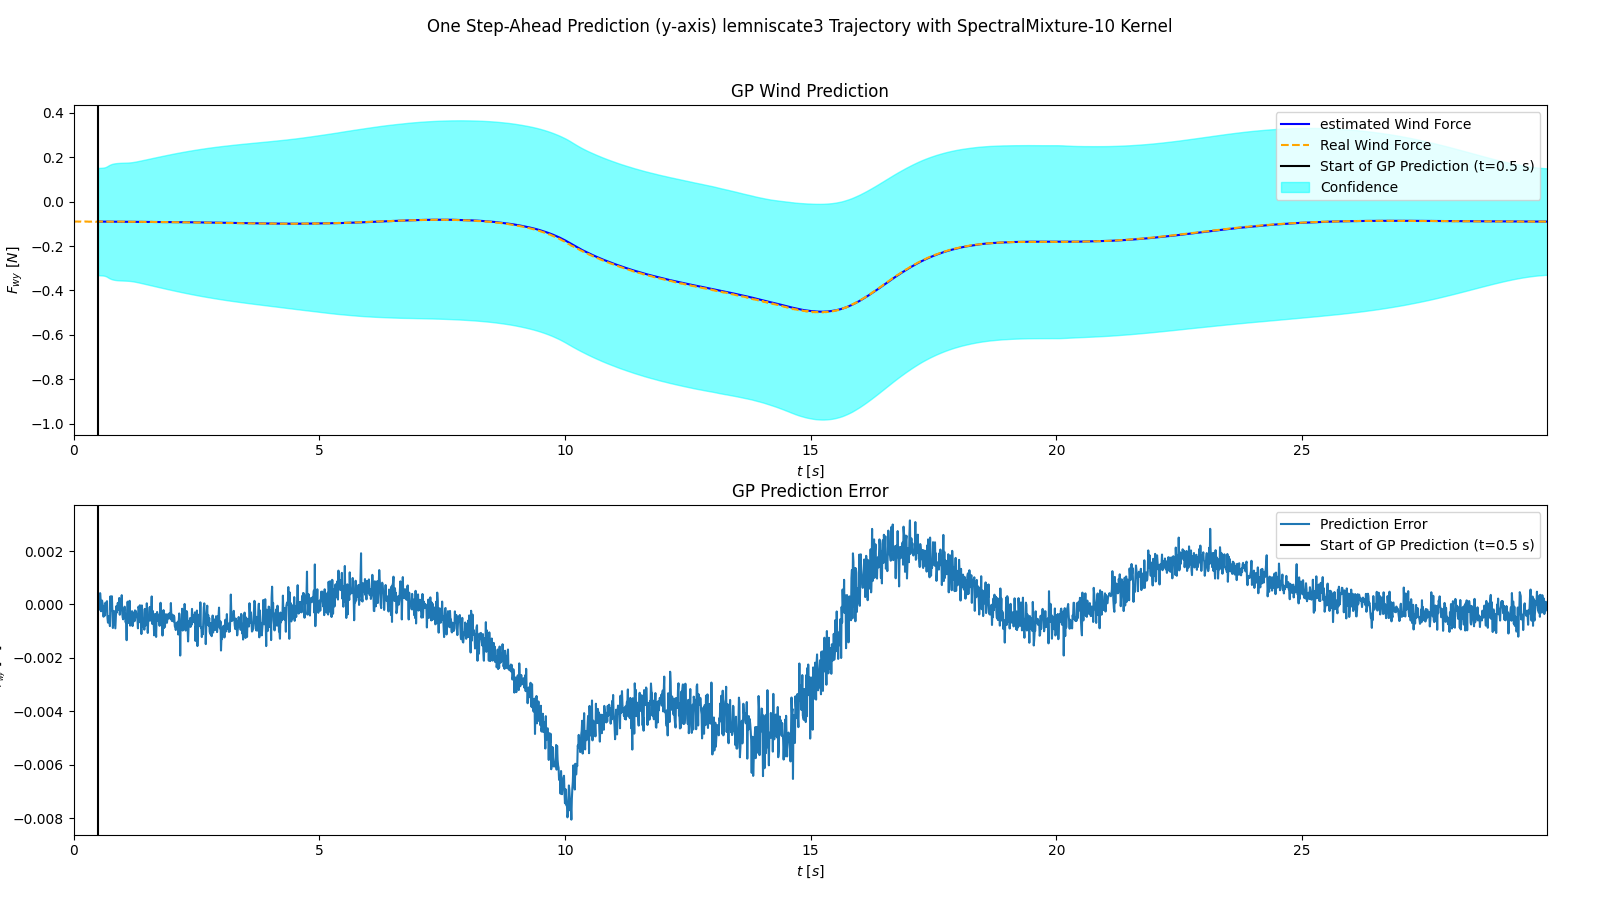 One Step-Ahead Prediction (y-axis) lemniscate3 Trajectory with SpectralMixture-10 Kernel
GP Wind Prediction
0.4
0.2
0.0
−0.2
−0.4
−0.6
−0.8
−1.0
F_wy [N]
estimated Wind Force
Real Wind Force
Start of GP Prediction (t=0.5 s)
Confidence
0 5 10 15 20 25
t [s]
GP Prediction Error
0.002
0.000
−0.002
−0.004
−0.006
−0.008
Prediction Error
Start of GP Prediction (t=0.5 s)
0 5 10 15 20 25
t [s]